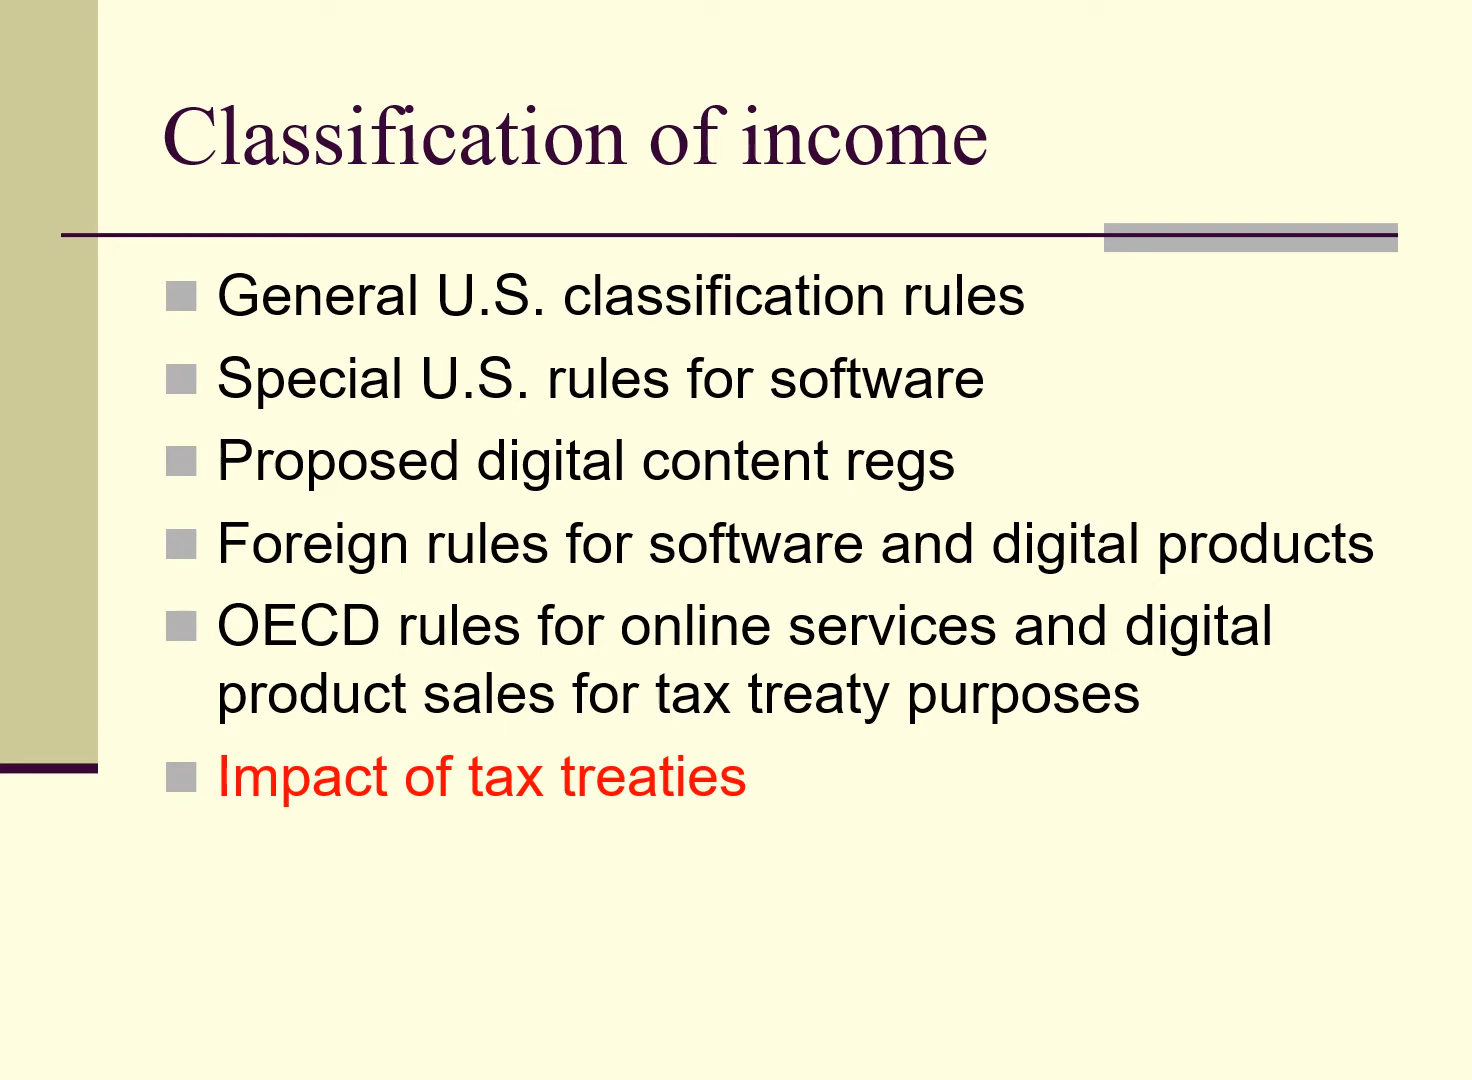 Classification of income
General U.S. classification rules
Special U.S. rules for software
Proposed digital content regs
Foreign rules for software and digital products
OECD rules for online services and digital
product sales for tax treaty purposes
Impact of tax treaties